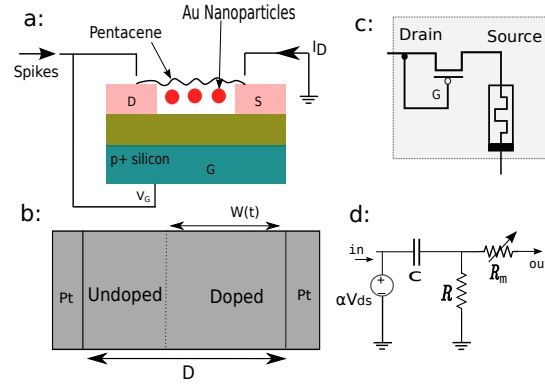 a:
Au Nanoparticles
Pentacene
I_D
Spikes
D
S
p+ silicon
G
V_G
b:
W(t)
Pt
Undoped
Doped
Pt
D
c:
Drain
Source
G
d:
in
C
αVds
R
R_m
ou